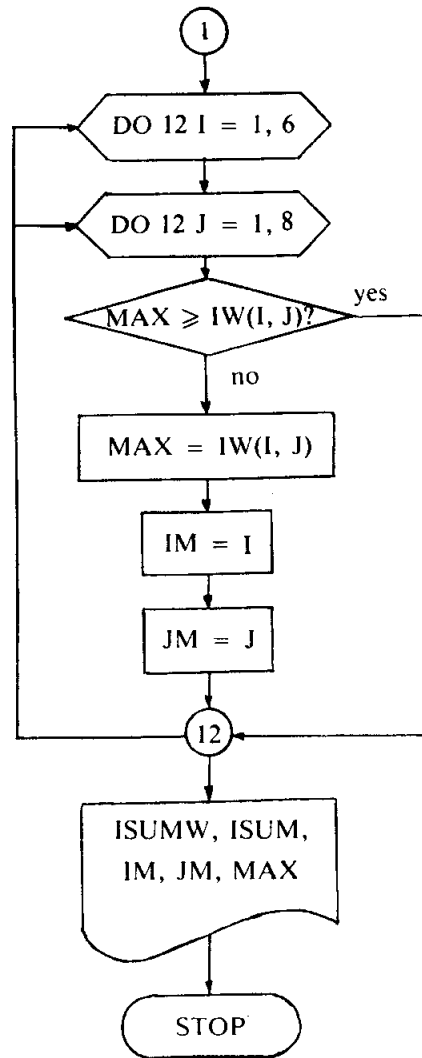 1
DO 12 I = 1, 6
DO 12 J = 1, 8
MAX ⩾ IW(I, J)?
yes
no
MAX = IW(I, J)
IM = I
JM = J
12
ISUMW, ISUM,
IM, JM, MAX
STOP